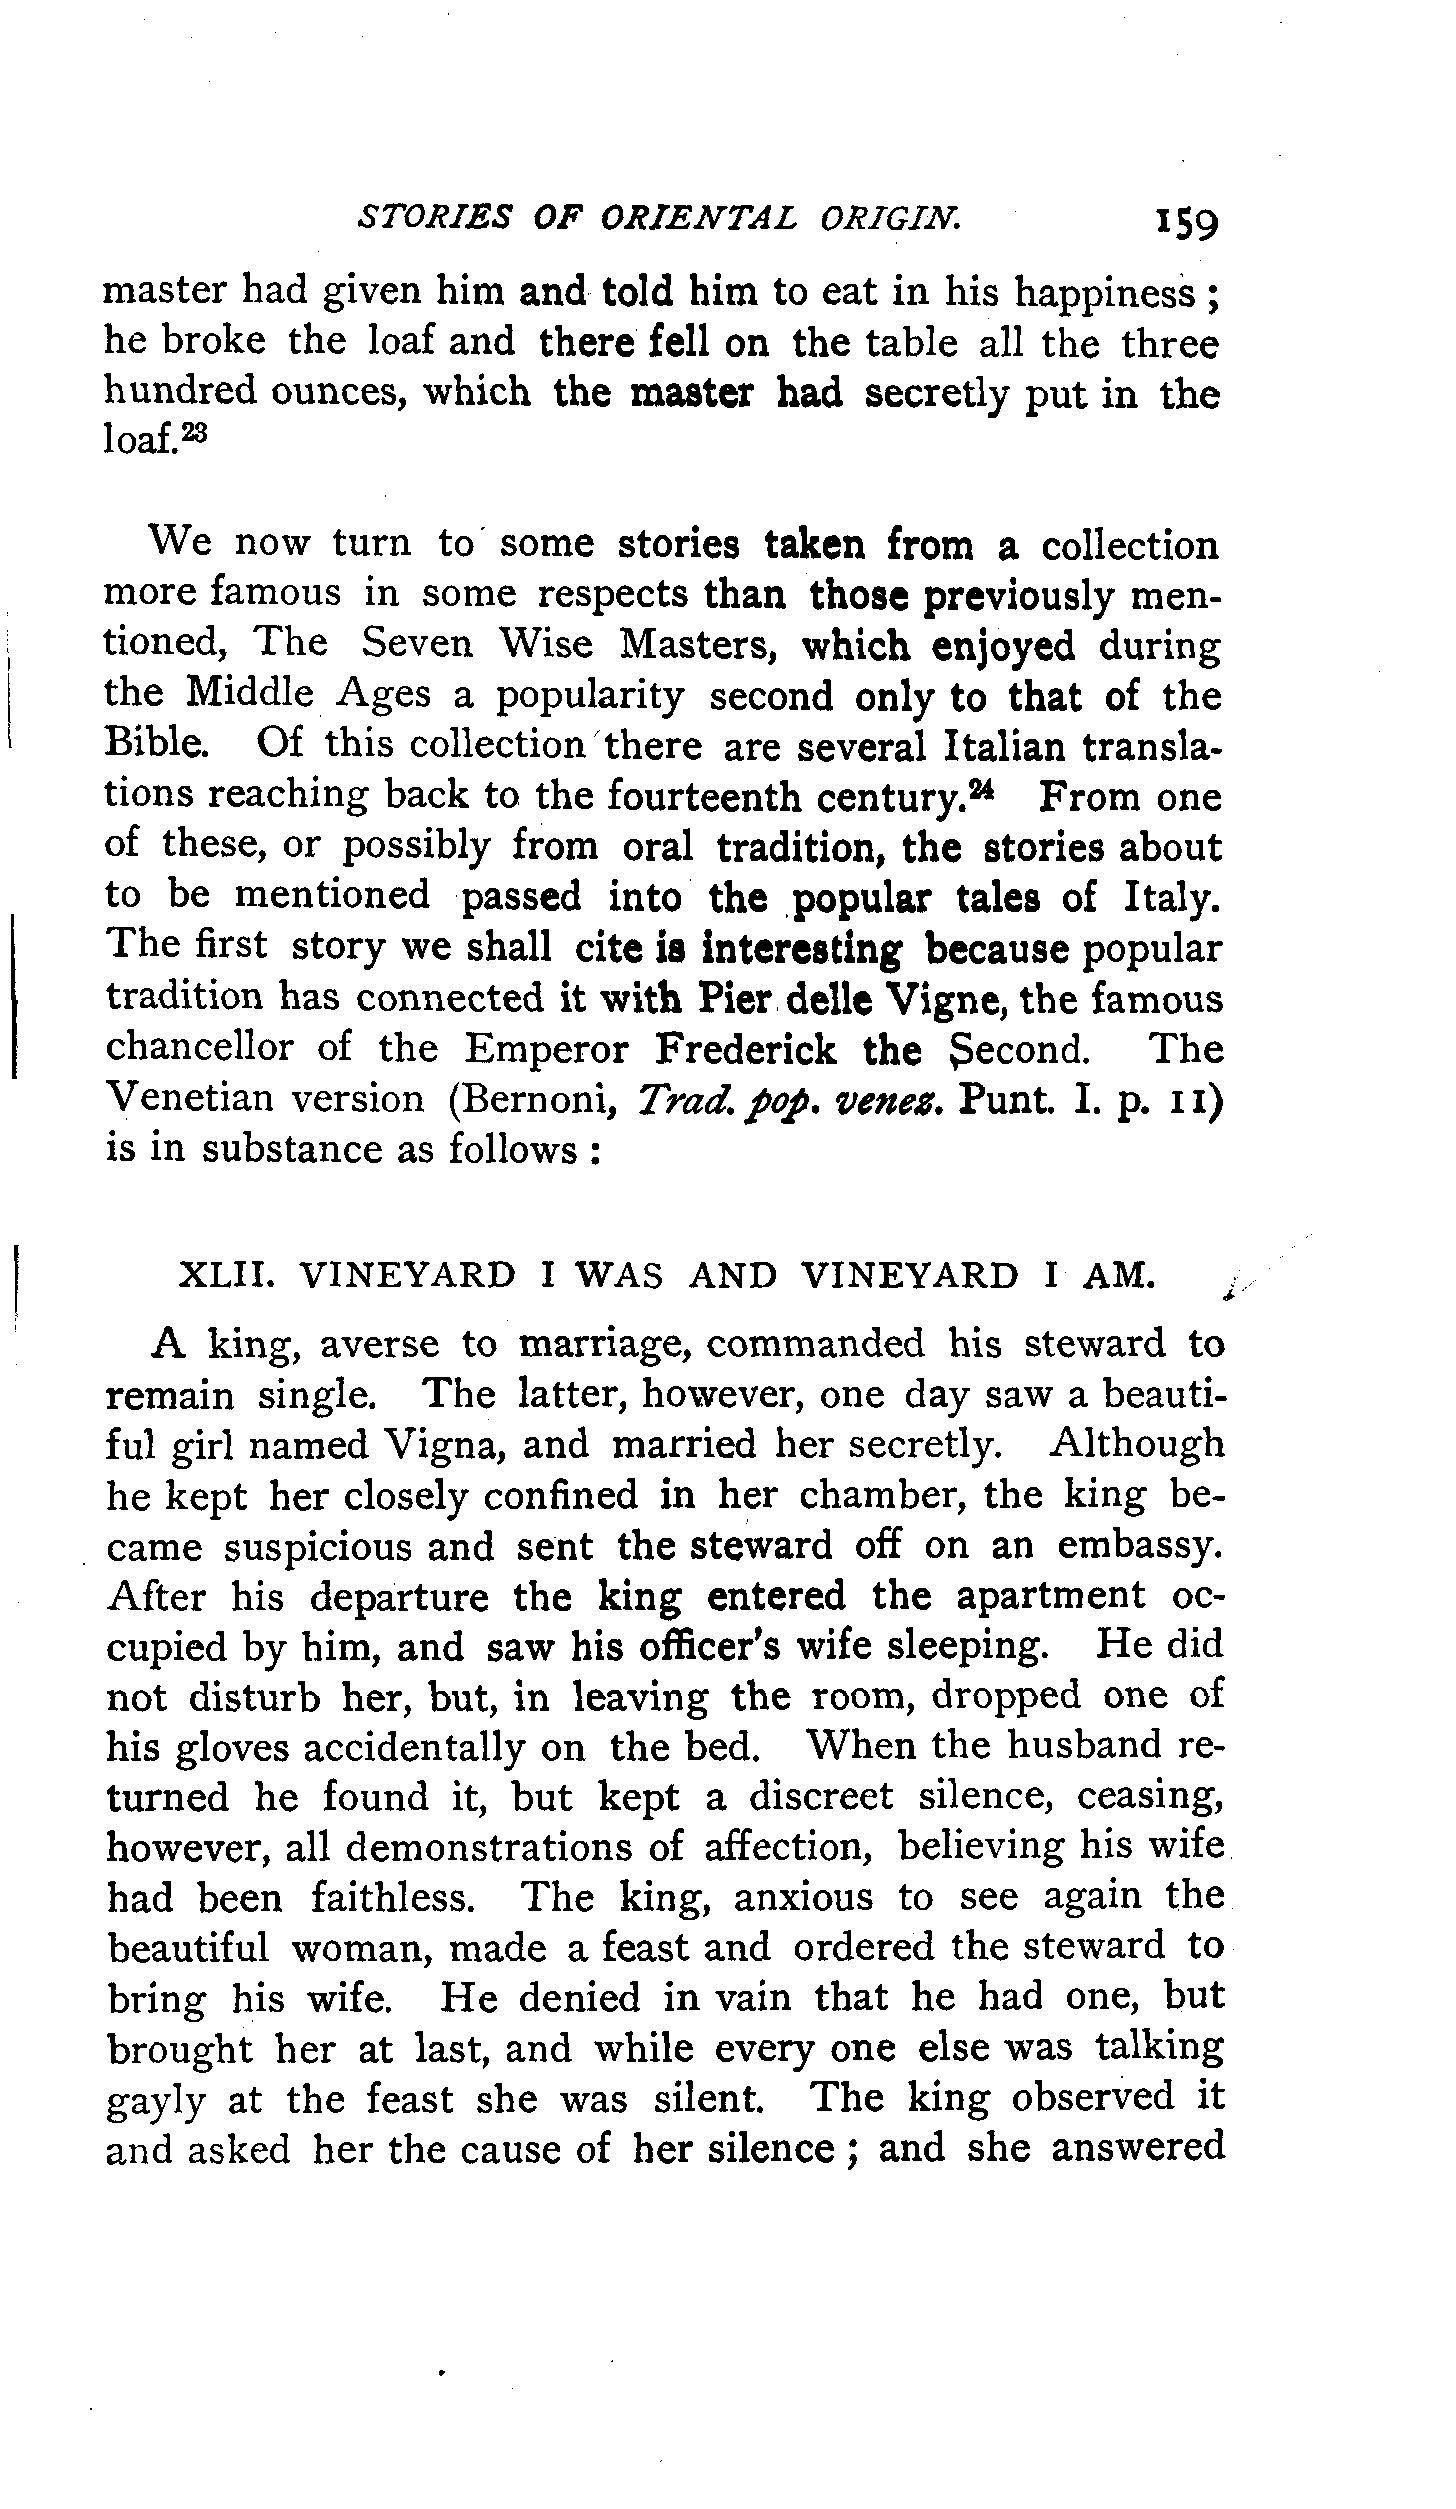 STORIES OF ORIENTAL ORIGIN. 159
master had given him and told him to eat in his happiness ;
he broke the loaf and there fell on the table all the three
hundred ounces, which the master had secretly put in the
loaf.²³
We now turn to some stories taken from a collection
more famous in some respects than those previously men-
tioned, The Seven Wise Masters, which enjoyed during
the Middle Ages a popularity second only to that of the
Bible. Of this collection there are several Italian transla-
tions reaching back to the fourteenth century.²⁴ From one
of these, or possibly from oral tradition, the stories about
to be mentioned passed into the popular tales of Italy.
The first story we shall cite is interesting because popular
tradition has connected it with Pier delle Vigne, the famous
chancellor of the Emperor Frederick the Second. The
Venetian version (Bernoni, Trad. pop. venez. Punt. I. p. 11)
is in substance as follows :
XLII. VINEYARD I WAS AND VINEYARD I AM.
A king, averse to marriage, commanded his steward to
remain single. The latter, however, one day saw a beauti-
ful girl named Vigna, and married her secretly. Although
he kept her closely confined in her chamber, the king be-
came suspicious and sent the steward off on an embassy.
After his departure the king entered the apartment oc-
cupied by him, and saw his officer's wife sleeping. He did
not disturb her, but, in leaving the room, dropped one of
his gloves accidentally on the bed. When the husband re-
turned he found it, but kept a discreet silence, ceasing,
however, all demonstrations of affection, believing his wife
had been faithless. The king, anxious to see again the
beautiful woman, made a feast and ordered the steward to
bring his wife. He denied in vain that he had one, but
brought her at last, and while every one else was talking
gayly at the feast she was silent. The king observed it
and asked her the cause of her silence ; and she answered